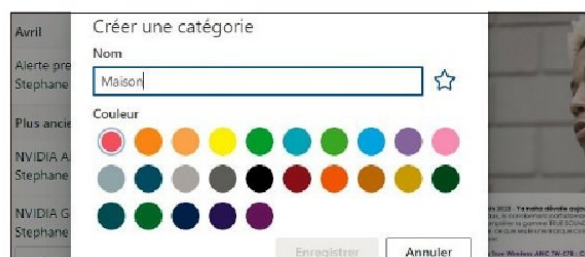 Avril
Créer une catégorie
Nom
Alerte pre
Stephane
Maison
Couleur
Plus ancie
NVIDIA A
Stephane
NVIDIA G
Stephane
Enregistrer
Annuler